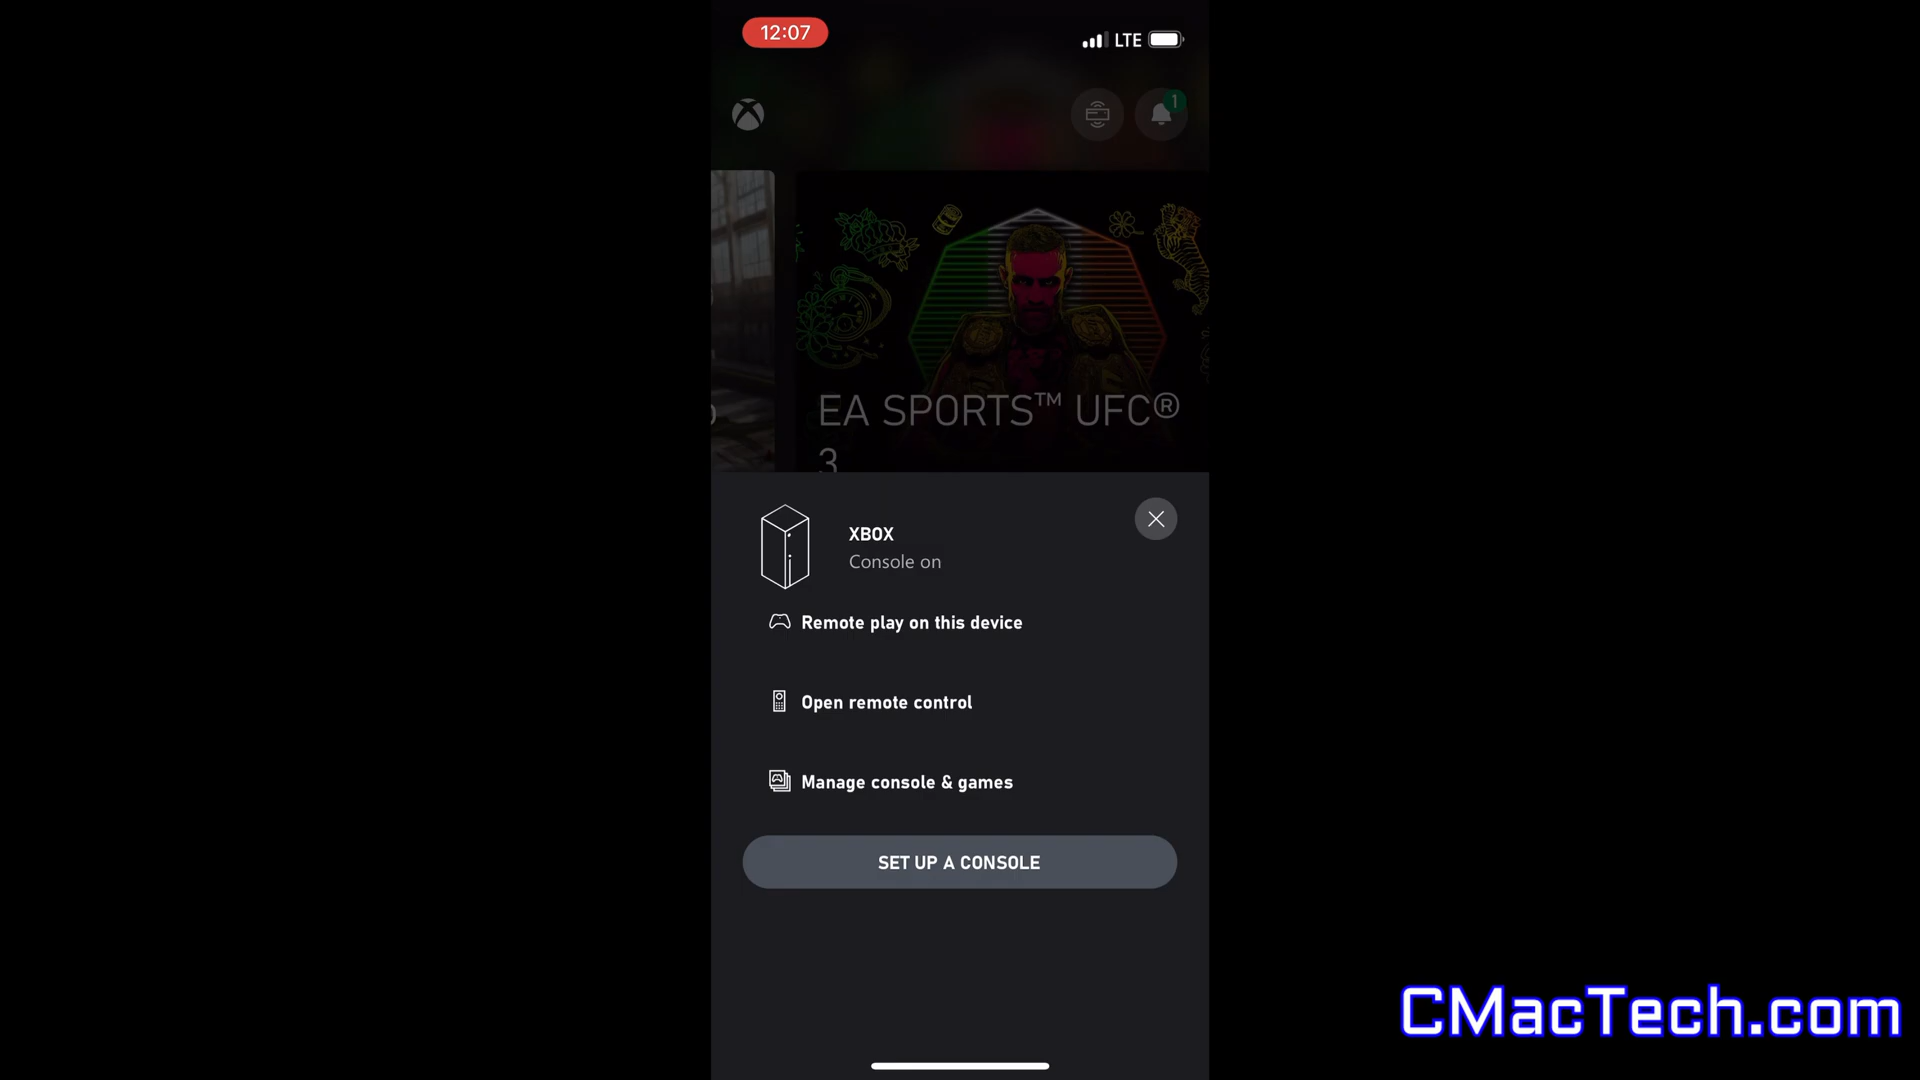 12:07
LTE
1
EA SPORTS™ UFC®
3
XBOX
Console on
Remote play on this device
Open remote control
Manage console & games
SET UP A CONSOLE
CMacTech.com